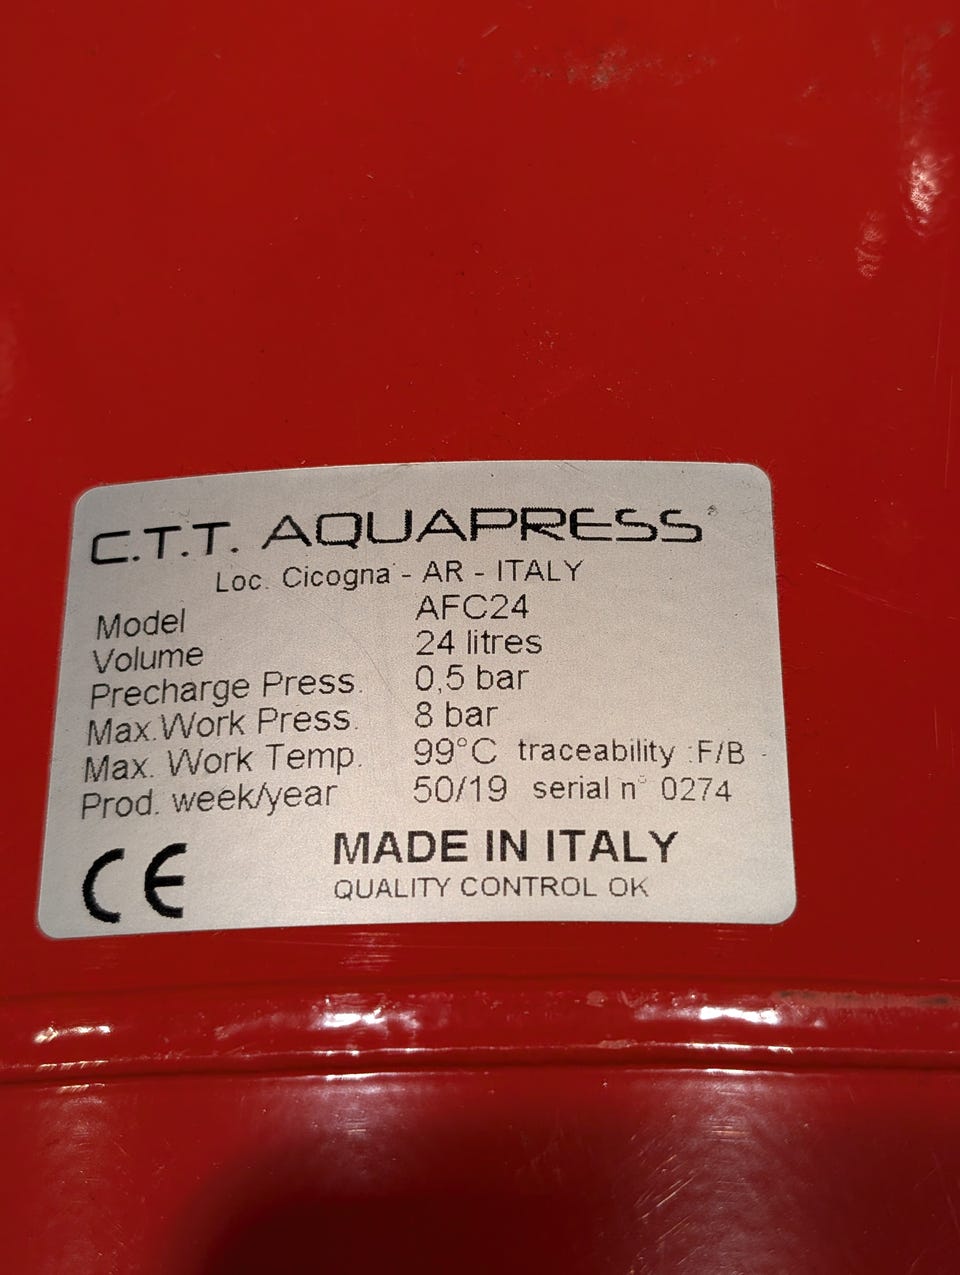 C.T.T. AQUAPRESS
Loc. Cicogna - AR - ITALY
Model AFC24
Volume 24 litres
Precharge Press. 0,5 bar
Max.Work Press. 8 bar
Max. Work Temp. 99°C traceability :F/B -
Prod. week/year 50/19 serial n° 0274
CE MADE IN ITALY
QUALITY CONTROL OK